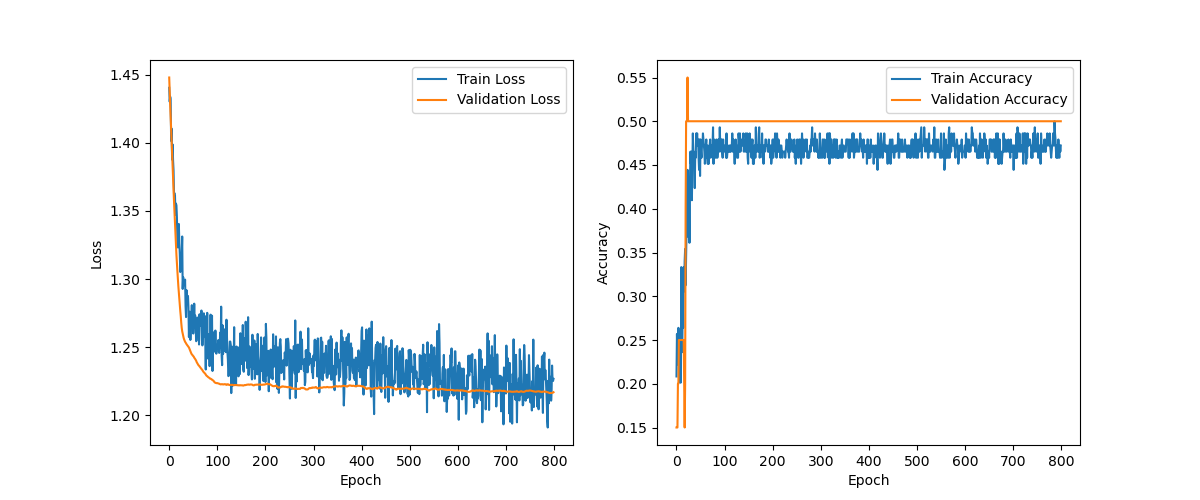 1.45
1.40
1.35
1.30
1.25
1.20
Loss
0 100 200 300 400 500 600 700 800
Epoch
Train Loss
Validation Loss
0.55
0.50
0.45
0.40
0.35
0.30
0.25
0.20
0.15
Accuracy
0 100 200 300 400 500 600 700 800
Epoch
Train Accuracy
Validation Accuracy